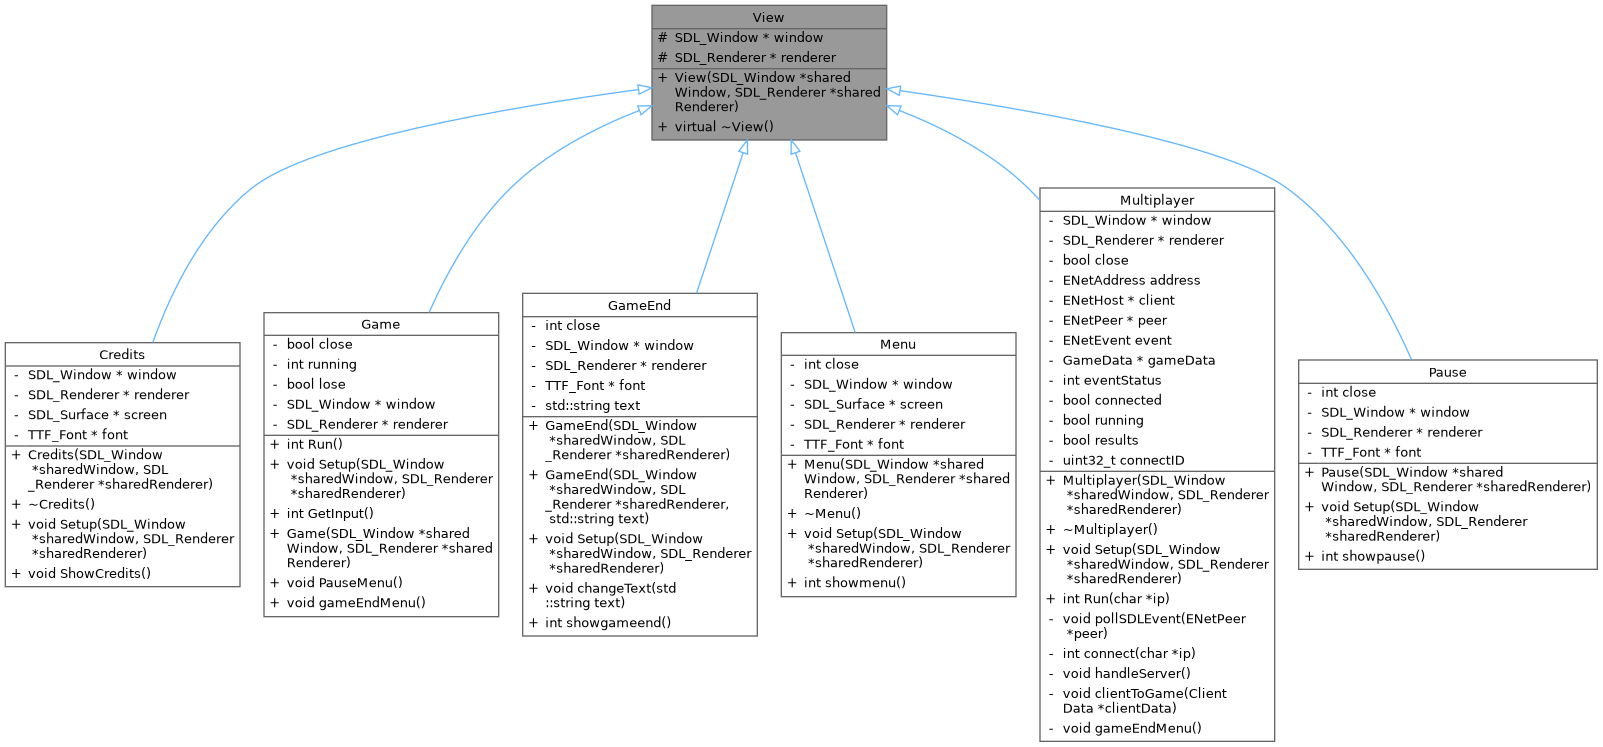 View
# SDL_Window * window
# SDL_Renderer * renderer
+ View(SDL_Window *shared
Window, SDL_Renderer *shared
Renderer)
+ virtual ~View()
Credits
- SDL_Window * window
- SDL_Renderer * renderer
- SDL_Surface * screen
- TTF_Font * font
+ Credits(SDL_Window
*sharedWindow, SDL
_Renderer *sharedRenderer)
+ ~Credits()
+ void Setup(SDL_Window
*sharedWindow, SDL_Renderer
*sharedRenderer)
+ void ShowCredits()
Game
- bool close
- int running
- bool lose
- SDL_Window * window
- SDL_Renderer * renderer
+ int Run()
+ void Setup(SDL_Window
*sharedWindow, SDL_Renderer
*sharedRenderer)
+ int GetInput()
+ Game(SDL_Window *shared
Window, SDL_Renderer *shared
Renderer)
+ void PauseMenu()
+ void gameEndMenu()
GameEnd
- int close
- SDL_Window * window
- SDL_Renderer * renderer
- TTF_Font * font
- std::string text
+ GameEnd(SDL_Window
*sharedWindow, SDL
_Renderer *sharedRenderer)
+ GameEnd(SDL_Window
*sharedWindow, SDL
_Renderer *sharedRenderer,
std::string text)
+ void Setup(SDL_Window
*sharedWindow, SDL_Renderer
*sharedRenderer)
+ void changeText(std
::string text)
+ int showgameend()
Menu
- int close
- SDL_Window * window
- SDL_Surface * screen
- SDL_Renderer * renderer
- TTF_Font * font
+ Menu(SDL_Window *shared
Window, SDL_Renderer *shared
Renderer)
+ ~Menu()
+ void Setup(SDL_Window
*sharedWindow, SDL_Renderer
*sharedRenderer)
+ int showmenu()
Multiplayer
- SDL_Window * window
- SDL_Renderer * renderer
- bool close
- ENetAddress address
- ENetHost * client
- ENetPeer * peer
- ENetEvent event
- GameData * gameData
- int eventStatus
- bool connected
- bool running
- bool results
- uint32_t connectID
+ Multiplayer(SDL_Window
*sharedWindow, SDL_Renderer
*sharedRenderer)
+ ~Multiplayer()
+ void Setup(SDL_Window
*sharedWindow, SDL_Renderer
*sharedRenderer)
+ int Run(char *ip)
- void pollSDLEvent(ENetPeer
*peer)
- int connect(char *ip)
- void handleServer()
- void clientToGame(Client
Data *clientData)
- void gameEndMenu()
Pause
- int close
- SDL_Window * window
- SDL_Renderer * renderer
- TTF_Font * font
+ Pause(SDL_Window *shared
Window, SDL_Renderer *sharedRenderer)
+ void Setup(SDL_Window
*sharedWindow, SDL_Renderer
*sharedRenderer)
+ int showpause()